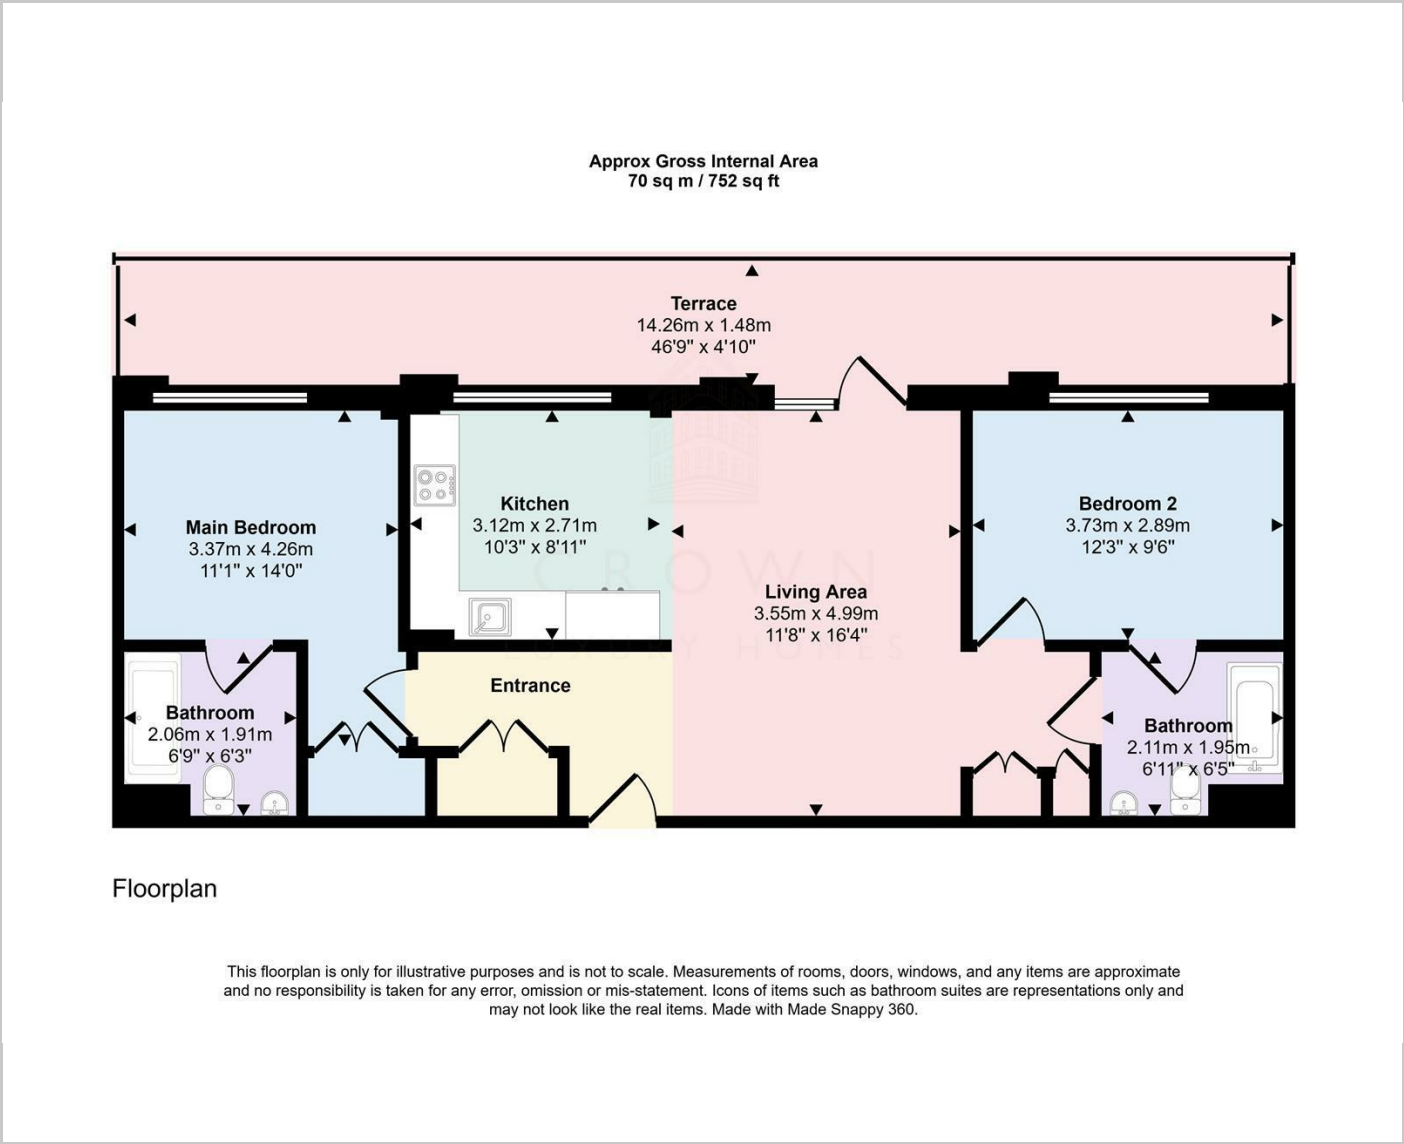 Approx Gross Internal Area
70 sq m / 752 sq ft
Terrace
14.26m x 1.48m
46'9" x 4'10"
Main Bedroom
3.37m x 4.26m
11'1" x 14'0"
Kitchen
3.12m x 2.71m
10'3" x 8'11"
Living Area
3.55m x 4.99m
11'8" x 16'4"
Bedroom 2
3.73m x 2.89m
12'3" x 9'6"
CROWN
LUXURY HOMES
Entrance
Bathroom
2.06m x 1.91m
6'9" x 6'3"
Bathroom
2.11m x 1.95m
6'11" x 6'5"
Floorplan
This floorplan is only for illustrative purposes and is not to scale. Measurements of rooms, doors, windows, and any items are approximate
and no responsibility is taken for any error, omission or mis-statement. Icons of items such as bathroom suites are representations only and
may not look like the real items. Made with Made Snappy 360.